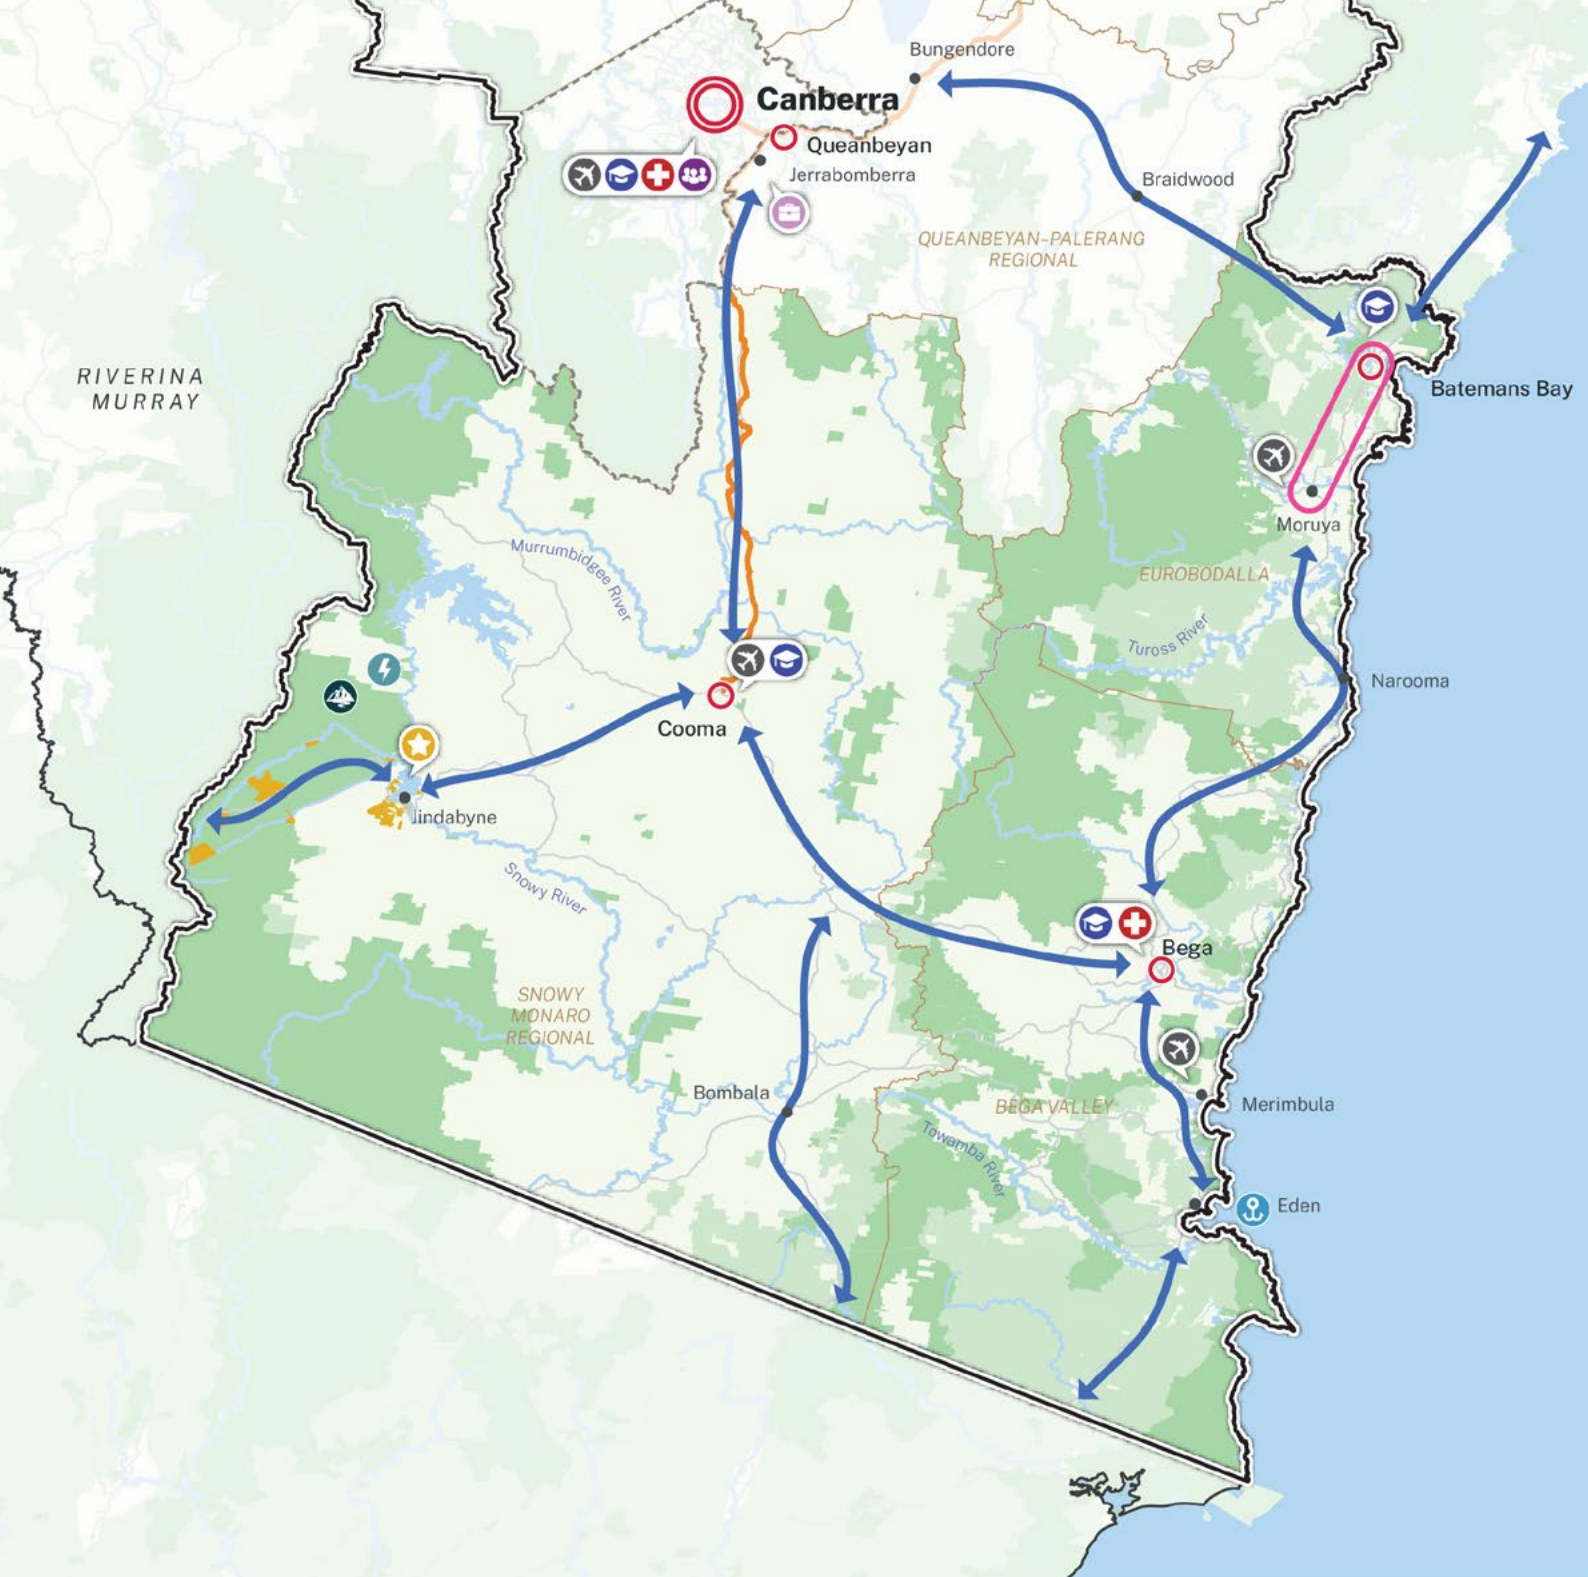 Bungendore
Canberra
Queanbeyan
Jerrabomberra
Braidwood
QUEANBEYAN-PALERANG
REGIONAL
RIVERINA
MURRAY
Batemans Bay
Moruya
Murrumbidgee River
EUROBODALLA
Tuross River
Narooma
Cooma
Jindabyne
Snowy River
Bega
SNOWY
MONARO
REGIONAL
Bombala
BEGA VALLEY
Merimbula
Towamba River
Eden